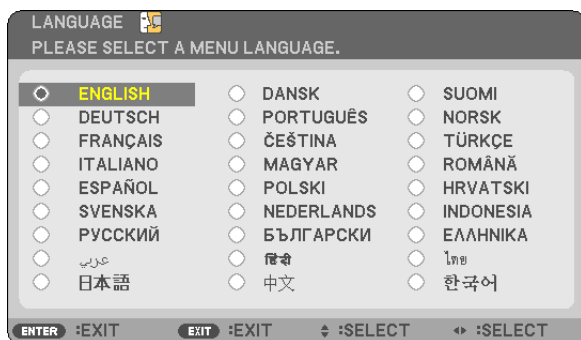 LANGUAGE
PLEASE SELECT A MENU LANGUAGE.
ENGLISH DANSK SUOMI
DEUTSCH PORTUGUÊS NORSK
FRANÇAIS ČEŠTINA TÜRKÇE
ITALIANO MAGYAR ROMÂNĂ
ESPAÑOL POLSKI HRVATSKI
SVENSKA NEDERLANDS INDONESIA
РУССКИЙ БЪЛГАРСКИ ΕΛΛΗΝΙΚΑ
عربي हिंदी ไทย
日本語 中文 한국어
ENTER :EXIT EXIT :EXIT :SELECT :SELECT